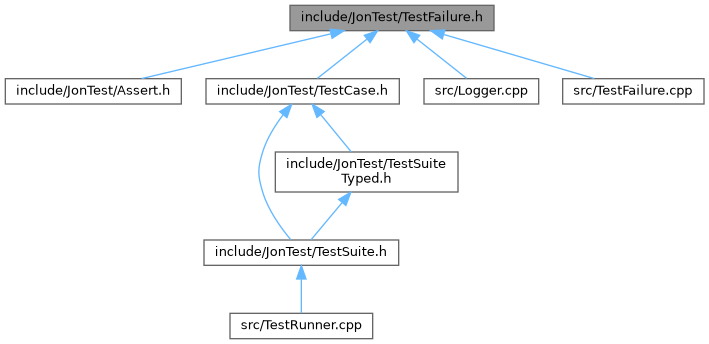 include/JonTest/TestFailure.h
include/JonTest/Assert.h
include/JonTest/TestCase.h
src/Logger.cpp
src/TestFailure.cpp
include/JonTest/TestSuite
Typed.h
include/JonTest/TestSuite.h
src/TestRunner.cpp